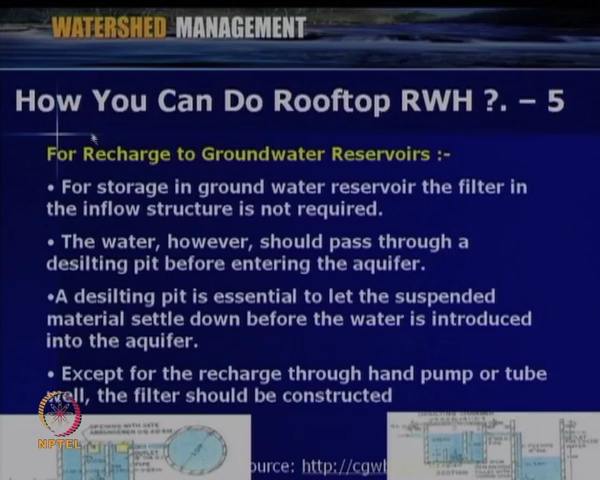 WATERSHED MANAGEMENT
How You Can Do Rooftop RWH ?. – 5
For Recharge to Groundwater Reservoirs :-
• For storage in ground water reservoir the filter in
the inflow structure is not required.
• The water, however, should pass through a
desilting pit before entering the aquifer.
•A desilting pit is essential to let the suspended
material settle down before the water is introduced
into the aquifer.
• Except for the recharge through hand pump or tube
well, the filter should be constructed
NPTEL
OPENING WITH GATE
ource: http://cgwb